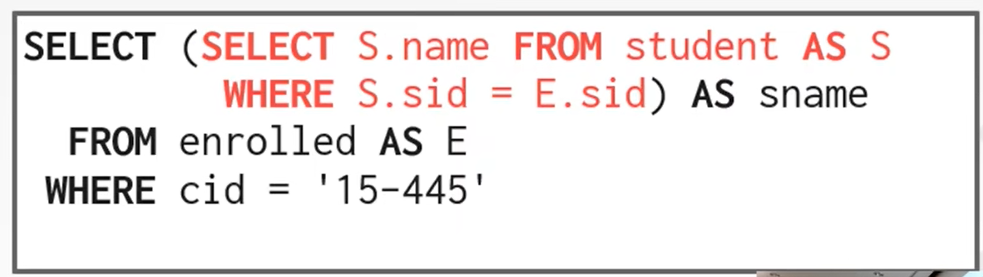 SELECT (SELECT S.name FROM student AS S
WHERE S.sid = E.sid) AS sname
FROM enrolled AS E
WHERE cid = '15-445'